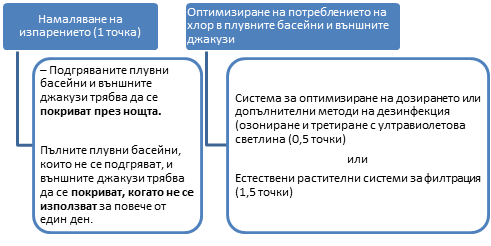 Намаляване на
изпарението (1 точка)
– Подгряваните плувни
басейни и външните
джакузи трябва да се
покриват през нощта.
Пълните плувни басейни,
които не се подгряват, и
външните джакузи трябва
да се покриват, когато не се
използват за повече от
един ден.
Оптимизиране на потреблението на
хлор в плувните басейни и външните
джакузи
Система за оптимизиране на дозирането или
допълнителни методи на дезинфекция
(озониране и третиране с ултравиолетова
светлина (0,5 точки)
или
Естествени растителни системи за филтрация
(1,5 точки)